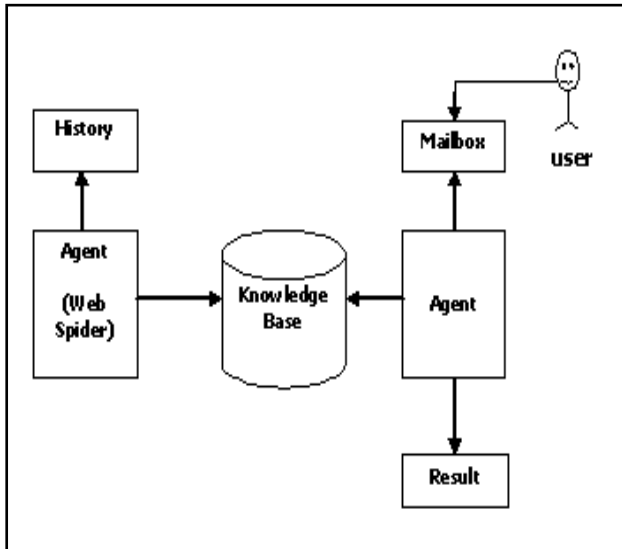 History
Mailbox
user
Agent
(Web
Spider)
Knowledge
Base
Agent
Result